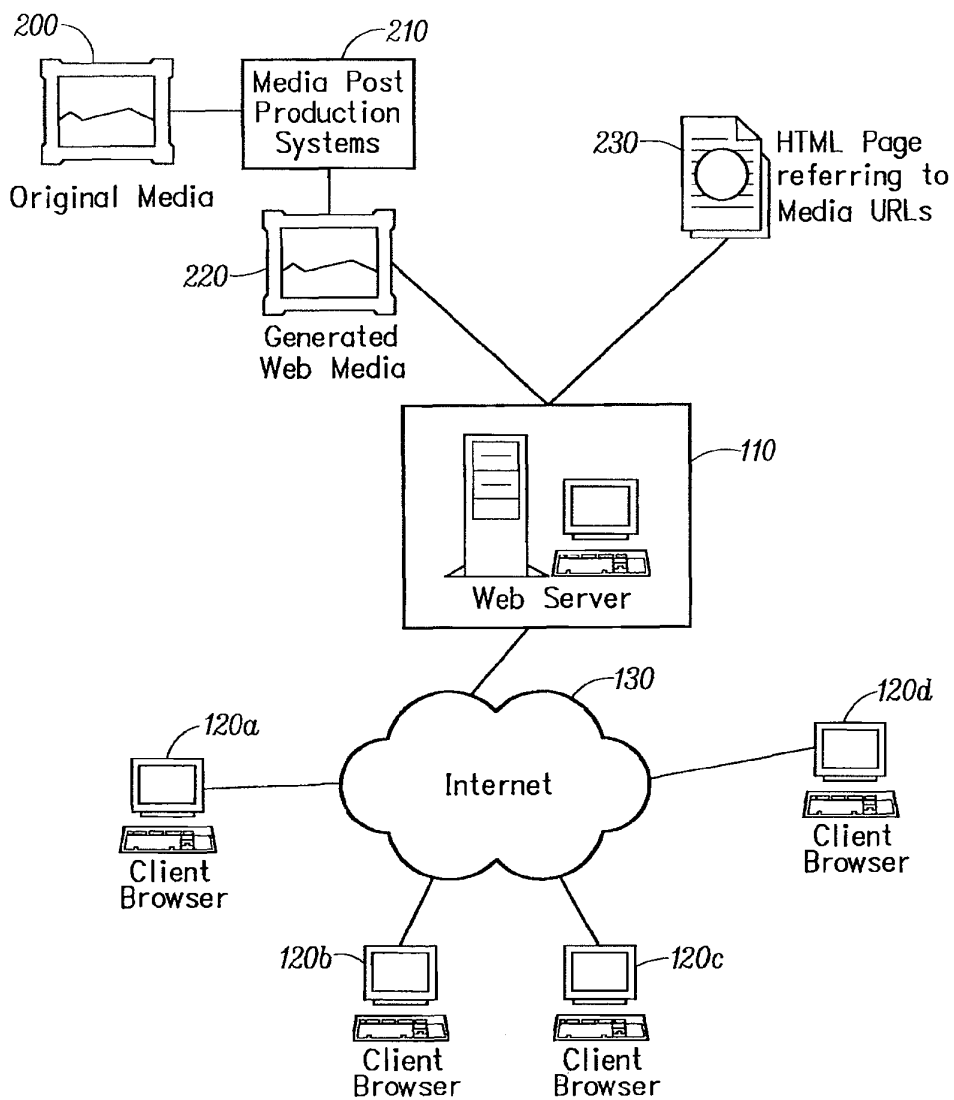 200
210
Media Post
Production
Systems
Original Media
230
HTML Page
referring to
Media URLs
220
Generated
Web Media
110
Web Server
130
Internet
120a
Client
Browser
120d
Client
Browser
120b
Client
Browser
120c
Client
Browser